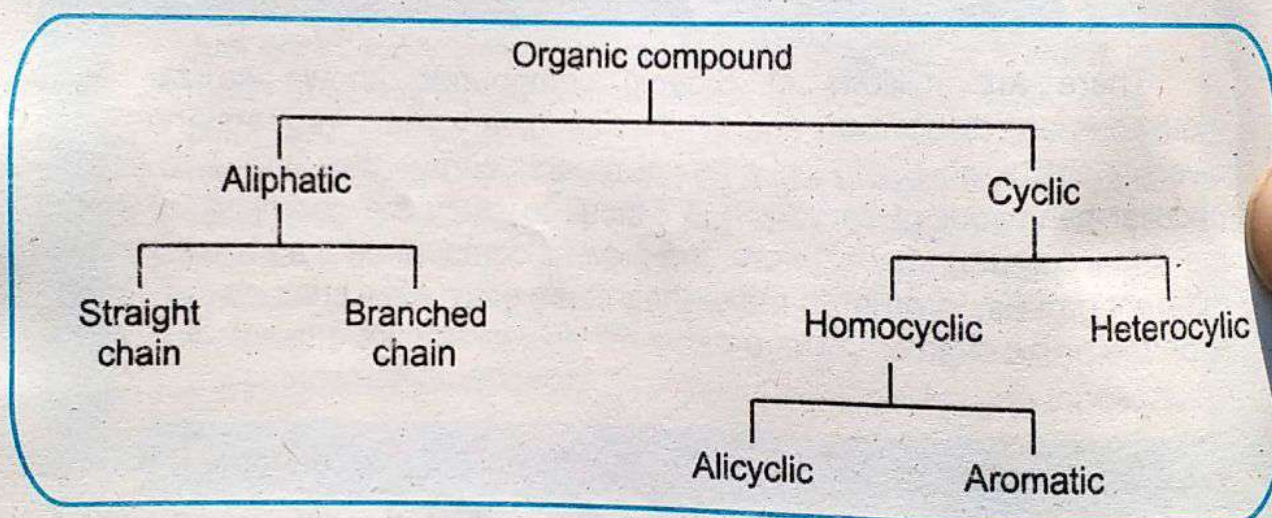 Organic compound
Aliphatic
Cyclic
Straight
chain
Branched
chain
Homocyclic
Heterocylic
Alicyclic
Aromatic